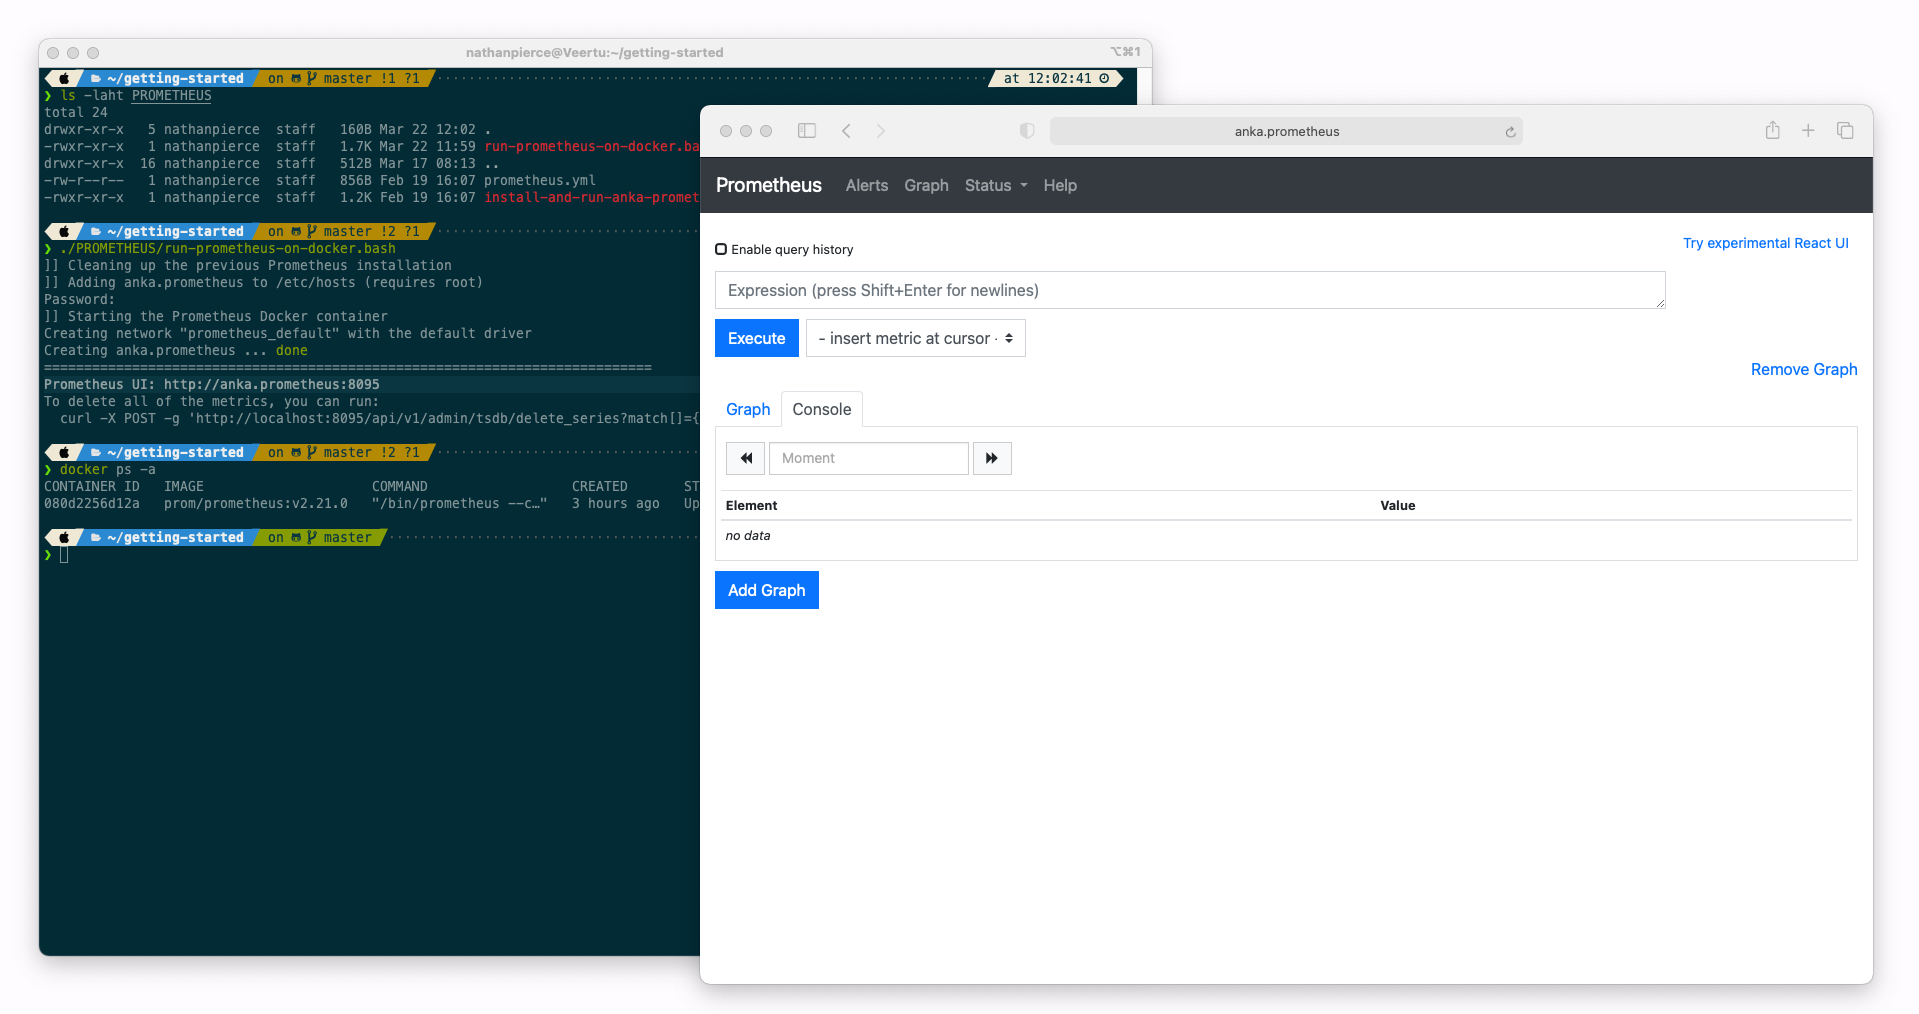 nathanpierce@Veertu:~/getting-started
⌥⌘1
~/getting-started on master !1 ?1
at 12:02:41
❯ ls -laht PROMETHEUS
total 24
drwxr-xr-x 5 nathanpierce staff 160B Mar 22 12:02 .
-rwxr-xr-x 1 nathanpierce staff 1.7K Mar 22 11:59 run-prometheus-on-docker.ba
drwxr-xr-x 16 nathanpierce staff 512B Mar 17 08:13 ..
-rw-r--r-- 1 nathanpierce staff 856B Feb 19 16:07 prometheus.yml
-rwxr-xr-x 1 nathanpierce staff 1.2K Feb 19 16:07 install-and-run-anka-promet
~/getting-started on master !2 ?1
❯ ./PROMETHEUS/run-prometheus-on-docker.bash
]] Cleaning up the previous Prometheus installation
]] Adding anka.prometheus to /etc/hosts (requires root)
Password:
]] Starting the Prometheus Docker container
Creating network "prometheus_default" with the default driver
Creating anka.prometheus ... done
============================================================================
Prometheus UI: http://anka.prometheus:8095
To delete all of the metrics, you can run:
curl -X POST -g 'http://localhost:8095/api/v1/admin/tsdb/delete_series?match[]={
~/getting-started on master !2 ?1
❯ docker ps -a
CONTAINER ID IMAGE COMMAND CREATED ST
080d2256d12a prom/prometheus:v2.21.0 "/bin/prometheus --c…" 3 hours ago Up
~/getting-started on master
❯
anka.prometheus
Prometheus Alerts Graph Status Help
Enable query history
Try experimental React UI
Expression (press Shift+Enter for newlines)
Execute
- insert metric at cursor -
Remove Graph
Graph
Console
Moment
Element Value
no data
Add Graph